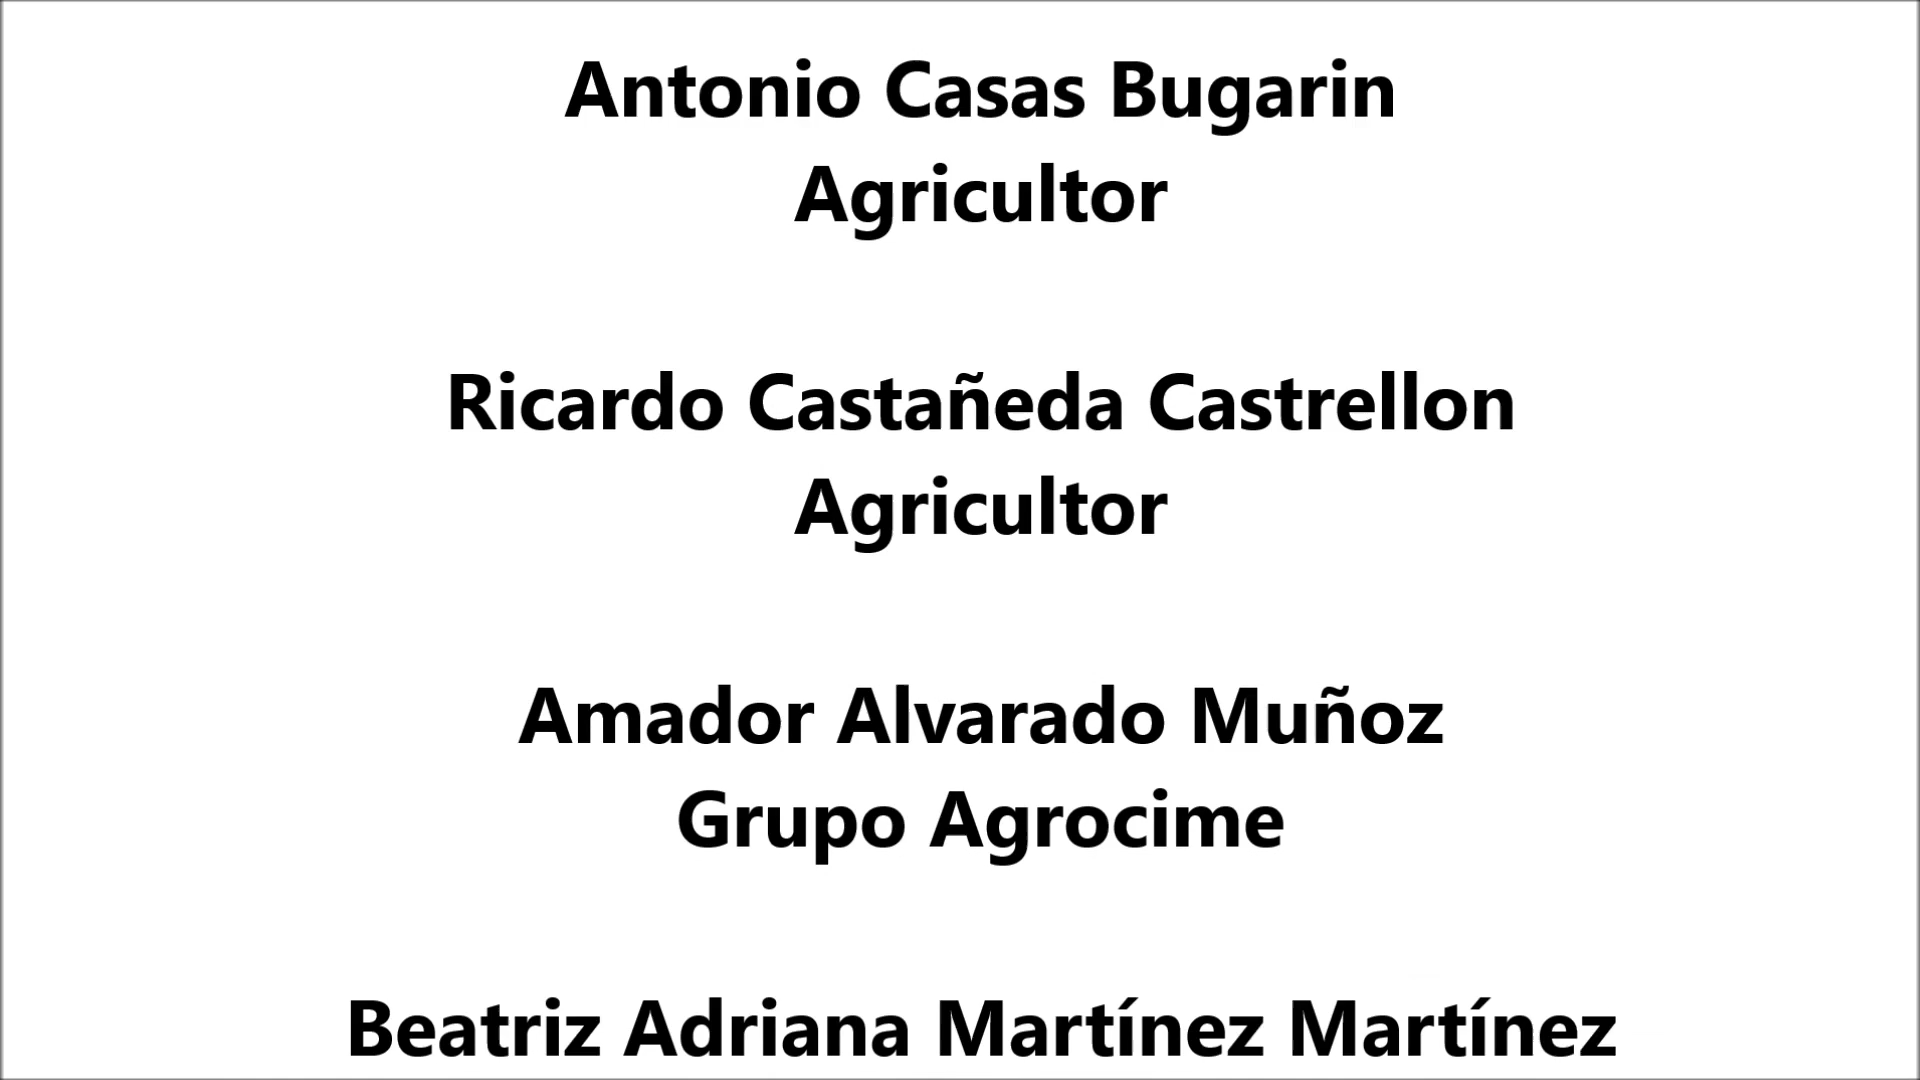 Antonio Casas Bugarin
Agricultor
Ricardo Castañeda Castrellon
Agricultor
Amador Alvarado Muñoz
Grupo Agrocime
Beatriz Adriana Martínez Martínez